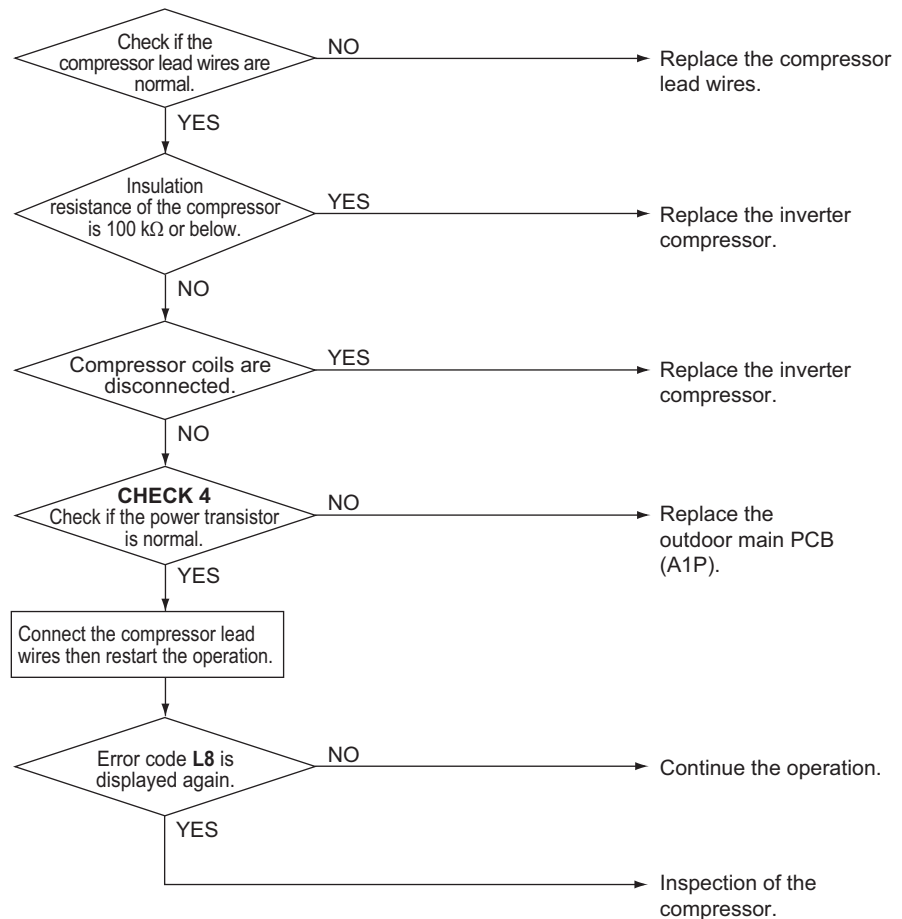 Check if the
compressor lead wires are
normal.
NO
Replace the compressor
lead wires.
YES
Insulation
resistance of the compressor
is 100 kΩ or below.
YES
Replace the inverter
compressor.
NO
Compressor coils are
disconnected.
YES
Replace the inverter
compressor.
NO
CHECK 4
Check if the power transistor
is normal.
NO
Replace the
outdoor main PCB
(A1P).
YES
Connect the compressor lead
wires then restart the operation.
Error code L8 is
displayed again.
NO
Continue the operation.
YES
Inspection of the
compressor.